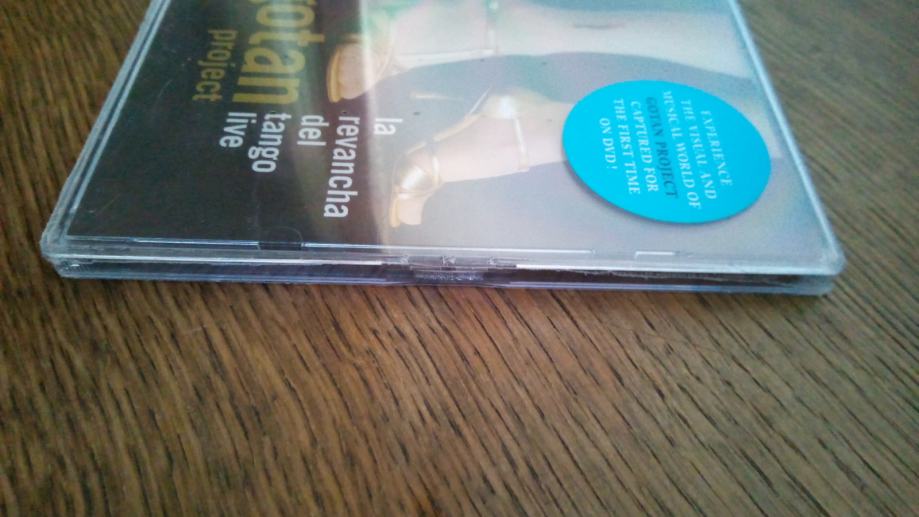 gotan
project
la
revancha
del
tango
live
EXPERIENCE
THE VISUAL AND
MUSICAL WORLD OF
GOTAN PROJECT
CAPTURED FOR
THE FIRST TIME
ON DVD!